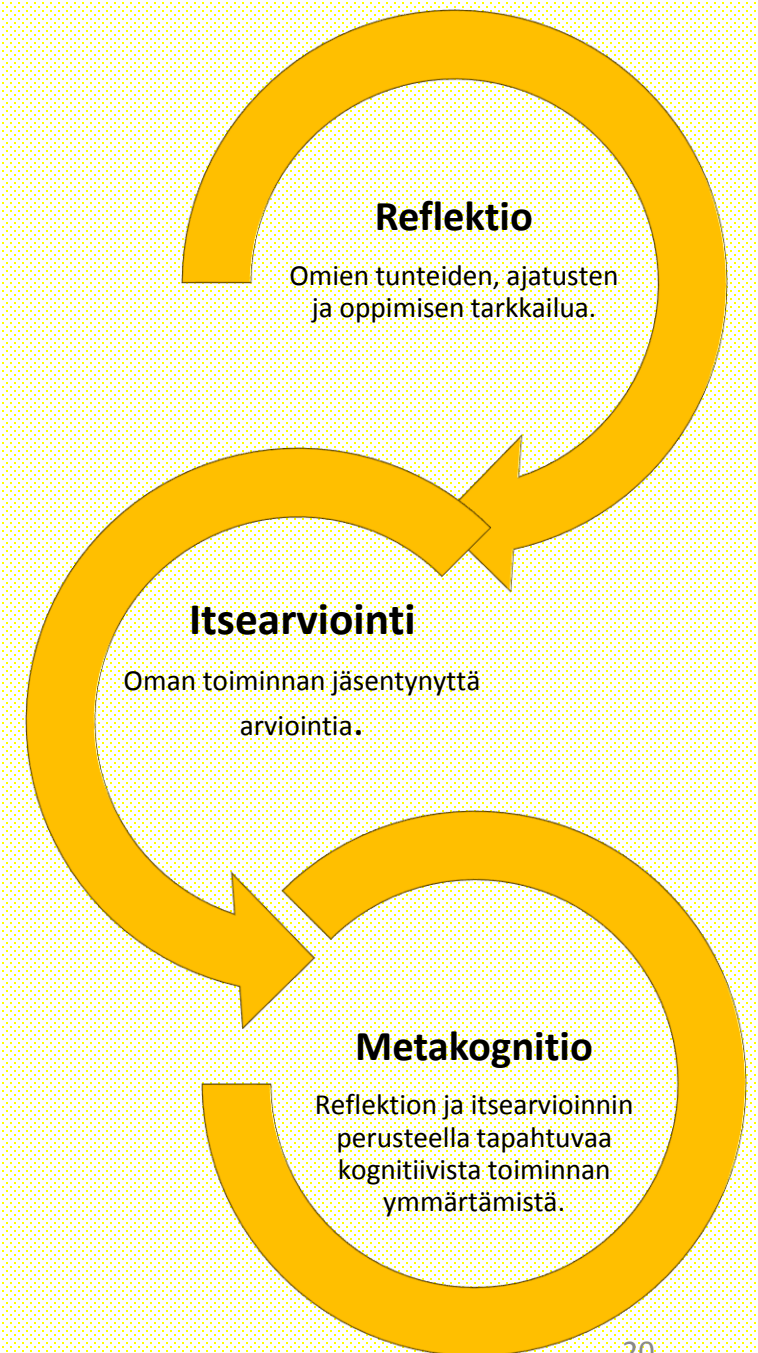 Reflektio
Omien tunteiden, ajatusten
ja oppimisen tarkkailua.
Itsearviointi
Oman toiminnan jäsentynyttä
arviointia.
Metakognitio
Reflektion ja itsearvioinnin
perusteella tapahtuvaa
kognitiivista toiminnan
ymmärtämistä.
20